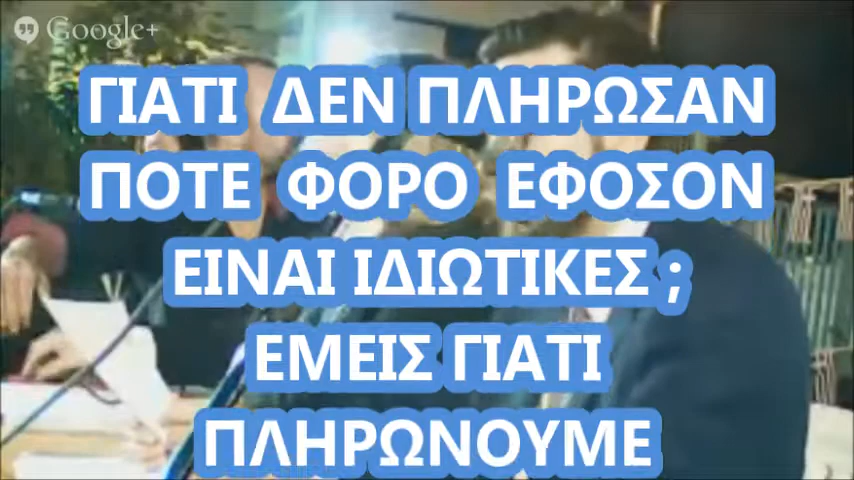 Google+
ΓΙΑΤΙ ΔΕΝ ΠΛΗΡΩΣΑΝ
ΠΟΤΕ ΦΟΡΟ ΕΦΟΣΟΝ
ΕΙΝΑΙ ΙΔΙΩΤΙΚΕΣ ;
ΕΜΕΙΣ ΓΙΑΤΙ
ΠΛΗΡΩΝΟΥΜΕ